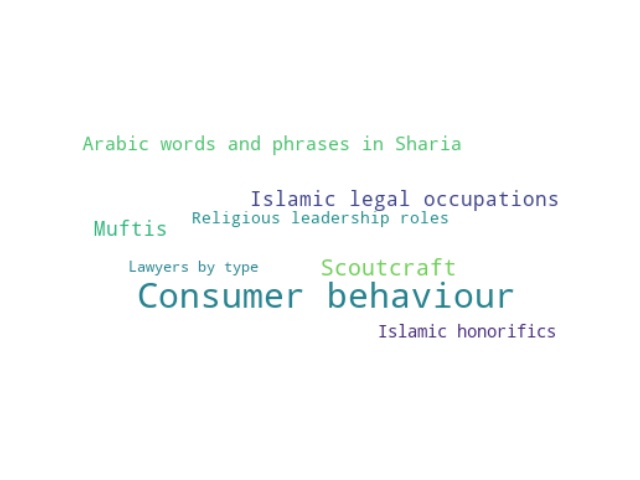 Arabic words and phrases in Sharia
Islamic legal occupations
Religious leadership roles
Muftis
Lawyers by type
Scoutcraft
Consumer behaviour
Islamic honorifics